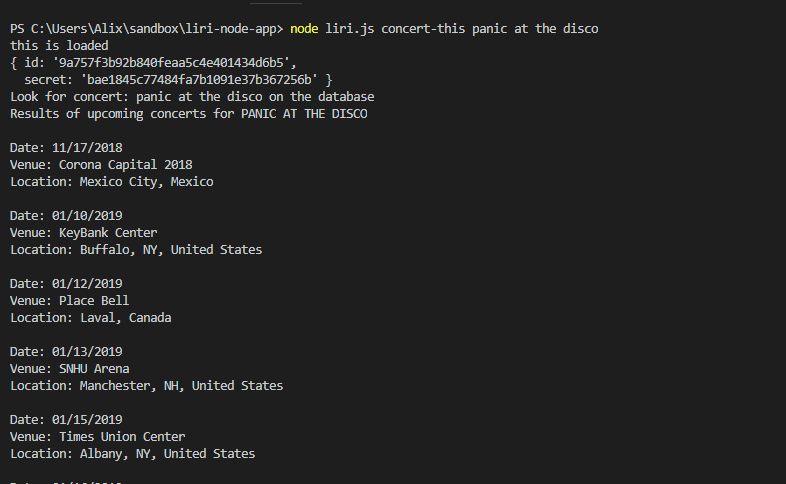 PS C:\Users\Alix\sandbox\liri-node-app> node liri.js concert-this panic at the disco
this is loaded
{ id: '9a757f3b92b840feaa5c4e401434d6b5',
  secret: 'bae1845c77484fa7b1091e37b367256b' }
Look for concert: panic at the disco on the database
Results of upcoming concerts for PANIC AT THE DISCO

Date: 11/17/2018
Venue: Corona Capital 2018
Location: Mexico City, Mexico

Date: 01/10/2019
Venue: KeyBank Center
Location: Buffalo, NY, United States

Date: 01/12/2019
Venue: Place Bell
Location: Laval, Canada

Date: 01/13/2019
Venue: SNHU Arena
Location: Manchester, NH, United States

Date: 01/15/2019
Venue: Times Union Center
Location: Albany, NY, United States